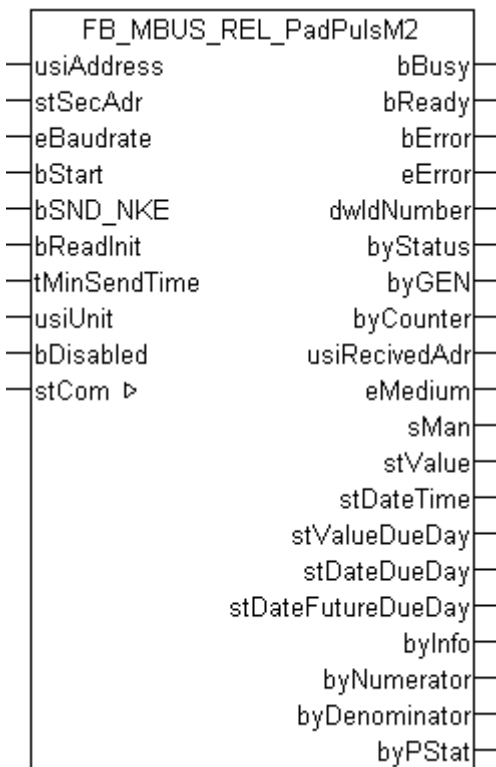 FB_MBUS_REL_PadPulsM2
usiAddress bBusy
stSecAdr bReady
eBaudrate bError
bStart eError
bSND_NKE dwIdNumber
bReadInit byStatus
tMinSendTime byGEN
usiUnit byCounter
bDisabled usiRecivedAdr
stCom ▷ eMedium
sMan
stValue
stDateTime
stValueDueDay
stDateDueDay
stDateFutureDueDay
byInfo
byNumerator
byDenominator
byPStat